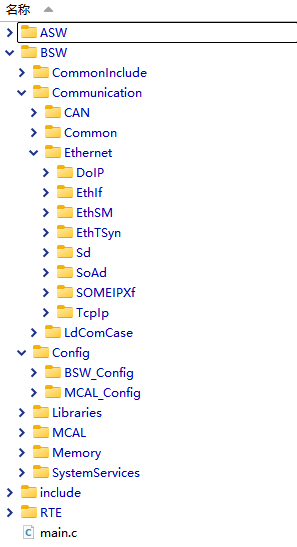 名称
ASW
BSW
CommonInclude
Communication
CAN
Common
Ethernet
DoIP
EthIf
EthSM
EthTSyn
Sd
SoAd
SOMEIPXf
TcpIp
LdComCase
Config
BSW_Config
MCAL_Config
Libraries
MCAL
Memory
SystemServices
include
RTE
main.c